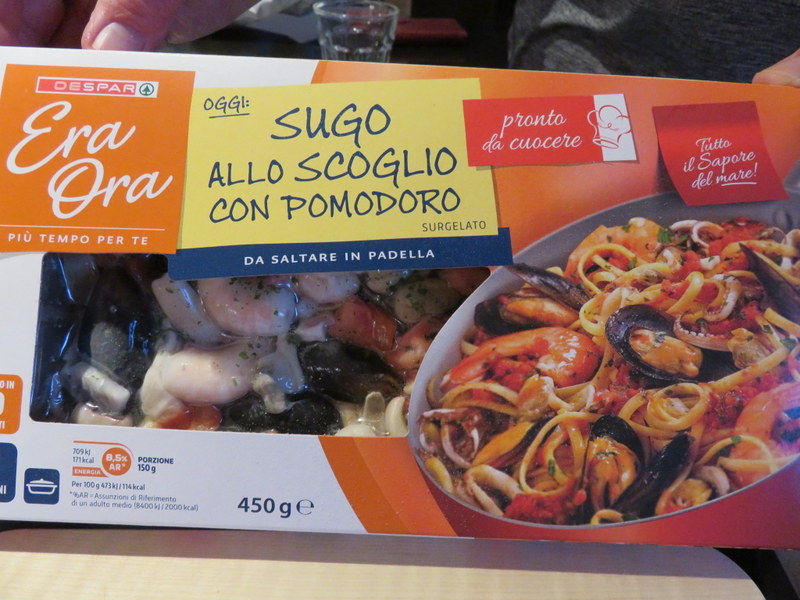 DESPAR
Era
Ora
PIÙ TEMPO PER TE
OGGI:
SUGO
ALLO SCOGLIO
CON POMODORO
SURGELATO
DA SALTARE IN PADELLA
pronto
da cuocere
Tutto
il Sapore
del mare!
709 kJ
171 kcal
ENERGIA
8,5%
AR*
PORZIONE
150 g
Per 100 g 473 kJ / 114 kcal
*%AR = Assunzioni di Riferimento
di un adulto medio (8400 kJ / 2000 kcal)
450 g e